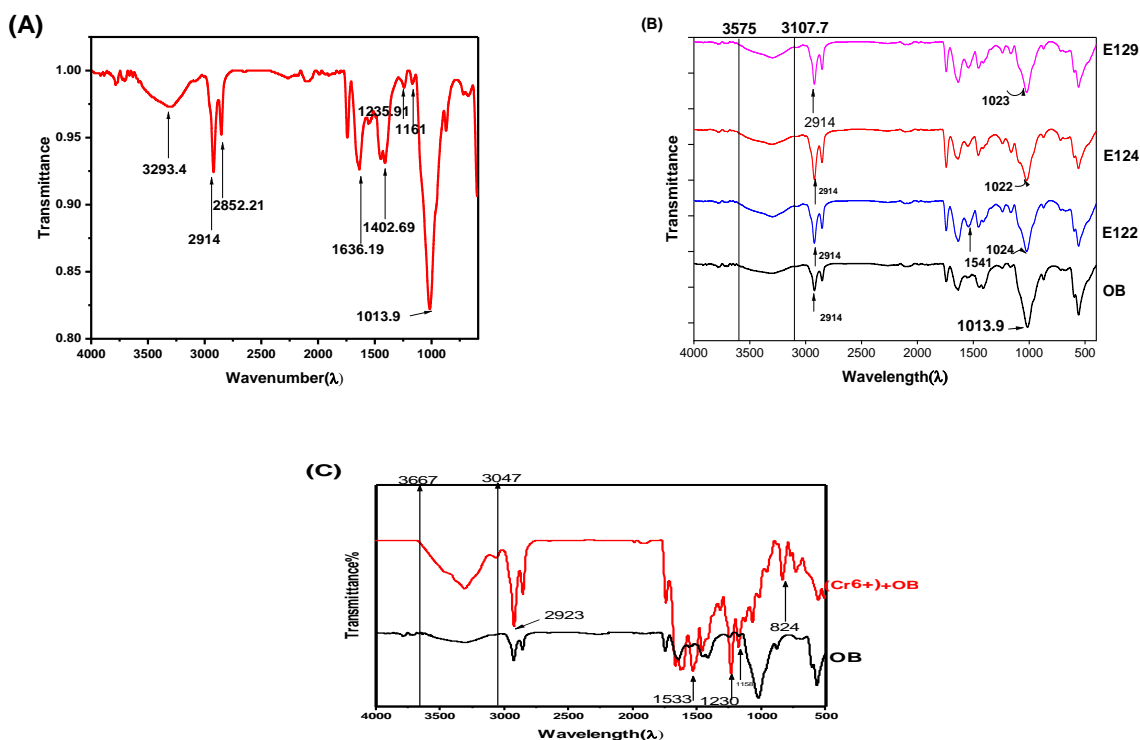 (A)
1.00
0.95
0.90
0.85
0.80
Transmittance
3293.4
2914
2852.21
1636.19
1402.69
1235.91
1161
1013.9
4000 3500 3000 2500 2000 1500 1000
Wavenumber(λ)
(B)
3575 3107.7
E129
2914
1023
E124
2914
1022
E122
2914
1541
1024
OB
2914
1013.9
Transmittance
4000 3500 3000 2500 2000 1500 1000 500
Wavelength(λ)
(C)
3667 3047
Transmittance%
(Cr6+)+OB
2923
824
OB
1158
1533 1230
4000 3500 3000 2500 2000 1500 1000 500
Wavelength(λ)